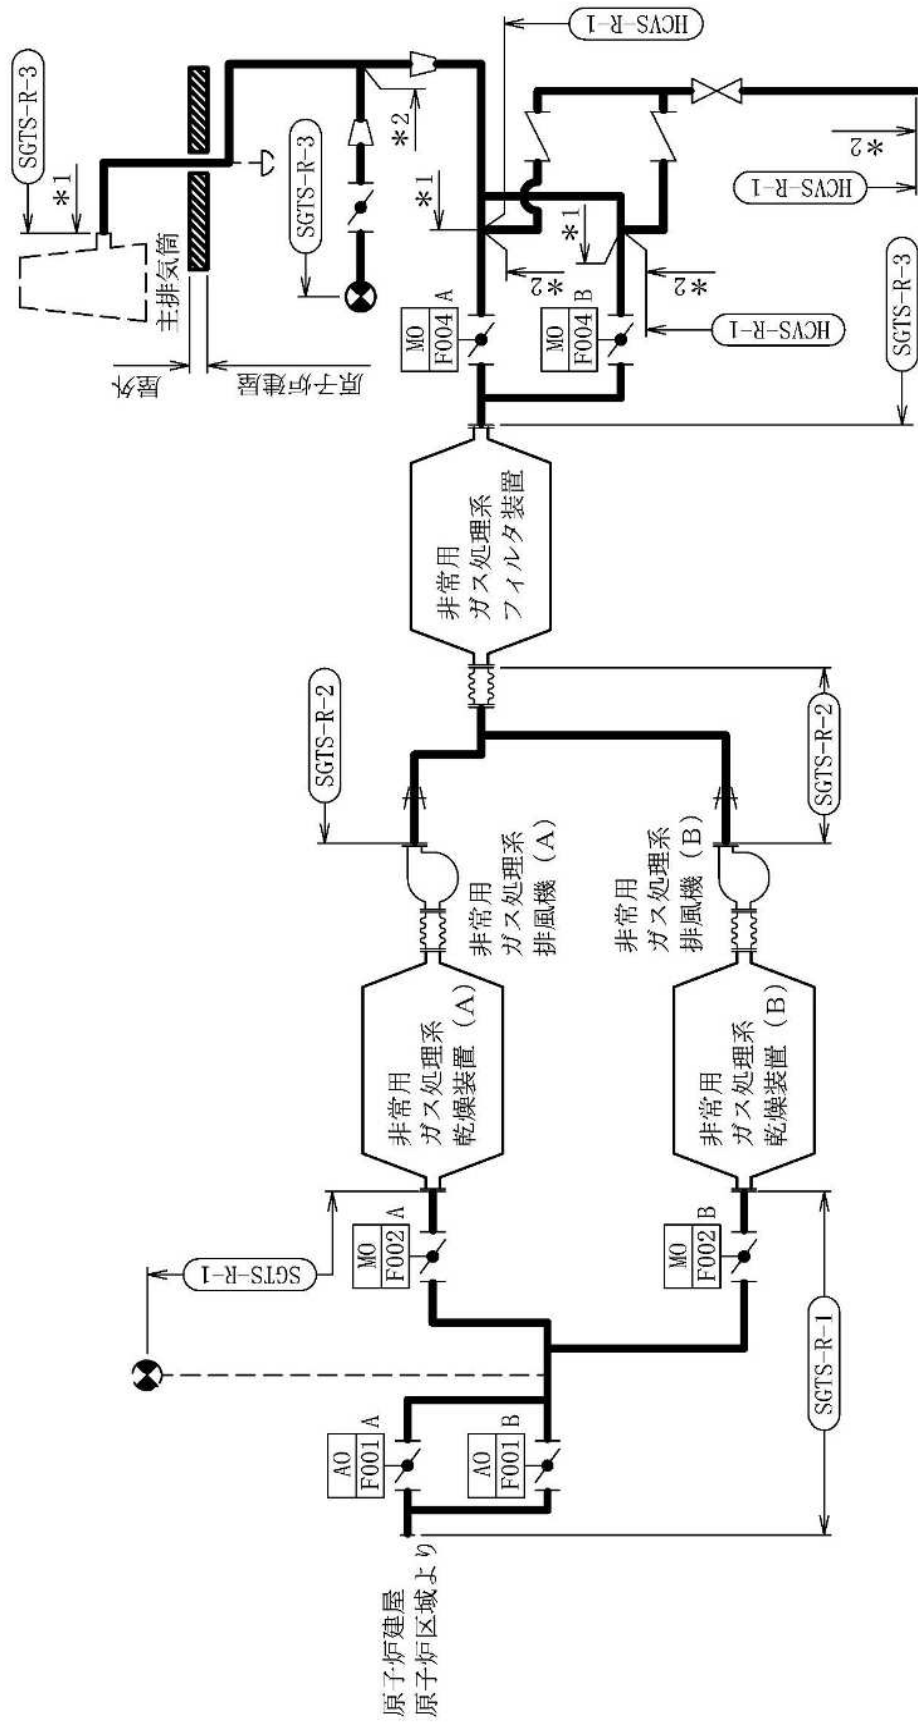 原子炉建屋
原子炉区域より
AO
F001
A
AO
F001
B
SGTS-R-1
MO
F002
A
MO
F002
B
SGTS-R-1
非常用
ガス処理系
乾燥装置（A）
非常用
ガス処理系
乾燥装置（B）
非常用
ガス処理系
排風機（A）
非常用
ガス処理系
排風機（B）
SGTS-R-2
SGTS-R-2
非常用
ガス処理系
フィルタ装置
MO
F004
A
MO
F004
B
SGTS-R-3
屋外
原子炉建屋
主排気筒
SGTS-R-3
*1
SGTS-R-3
*2
*1
*2
*1
*2
HCVS-R-1
HCVS-R-1
HCVS-R-1
*2